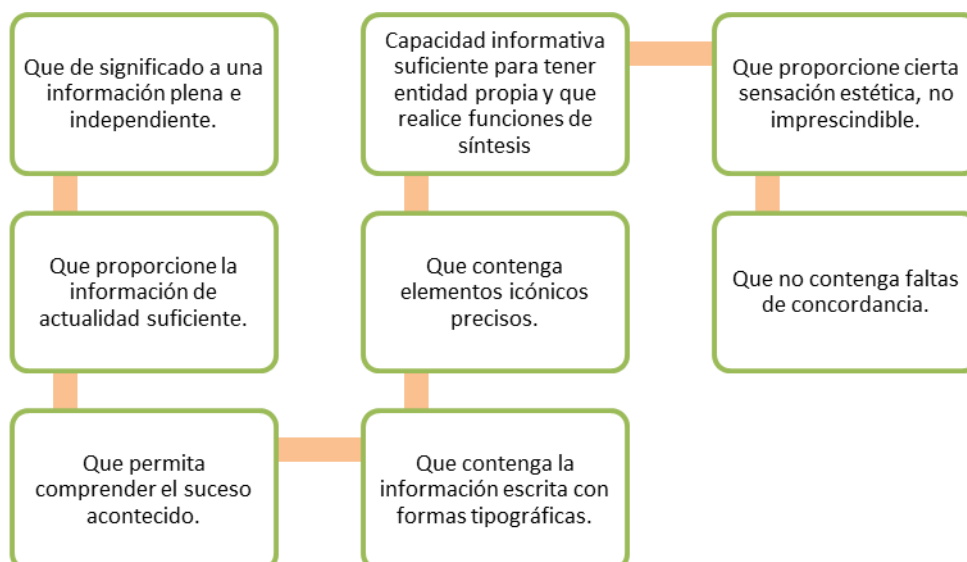 Que de significado a una
información plena e
independiente.
Que proporcione la
información de
actualidad suficiente.
Que permita
comprender el suceso
acontecido.
Que contenga la
información escrita con
formas tipográficas.
Que contenga
elementos icónicos
precisos.
Capacidad informativa
suficiente para tener
entidad propia y que
realice funciones de
síntesis
Que proporcione cierta
sensación estética, no
imprescindible.
Que no contenga faltas
de concordancia.